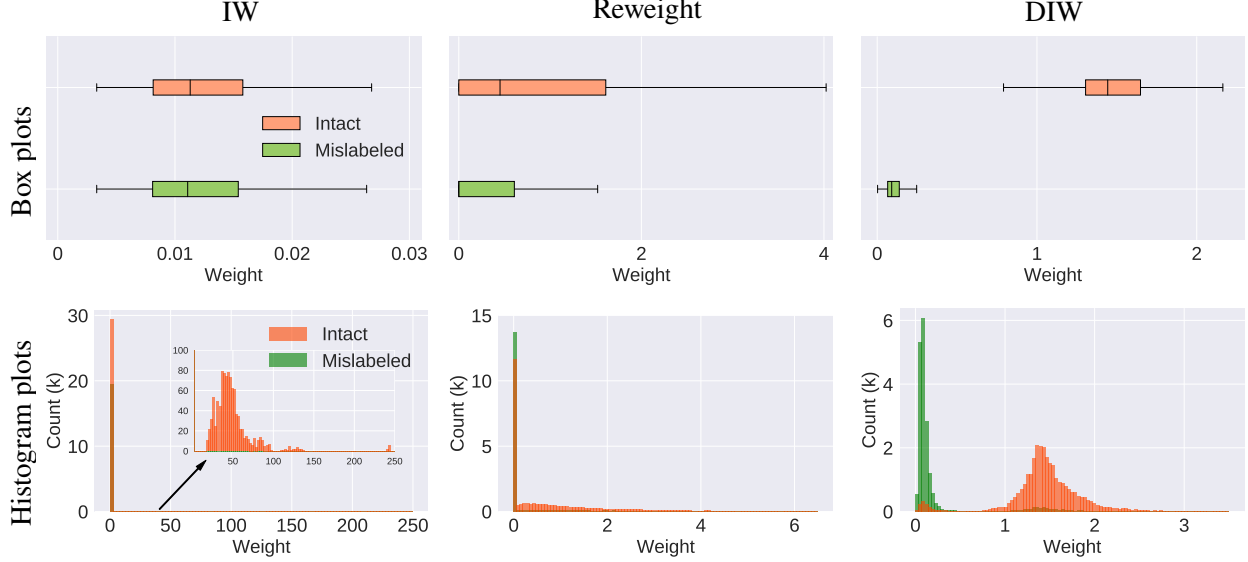 IW Reweight DIW
Box plots
Intact
Mislabeled
0 0.01 0.02 0.03
Weight
0 2 4
Weight
0 1 2
Weight
Histogram plots
Count (k)
30
20
10
0
Intact
Mislabeled
100
80
60
40
20
0
50 100 150 200 250
0 50 100 150 200 250
Weight
Count (k)
15
10
5
0
0 2 4 6
Weight
Count (k)
6
4
2
0
0 1 2 3
Weight